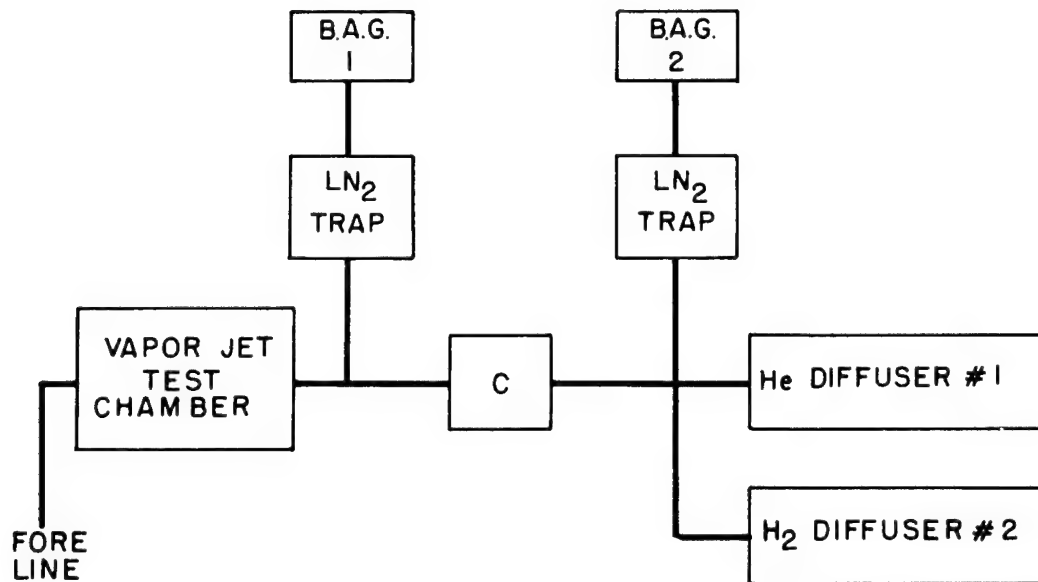 B.A.G.
1
B.A.G.
2
LN₂
TRAP
LN₂
TRAP
VAPOR JET
TEST
CHAMBER
C
He DIFFUSER #1
H₂ DIFFUSER #2
FORE
LINE